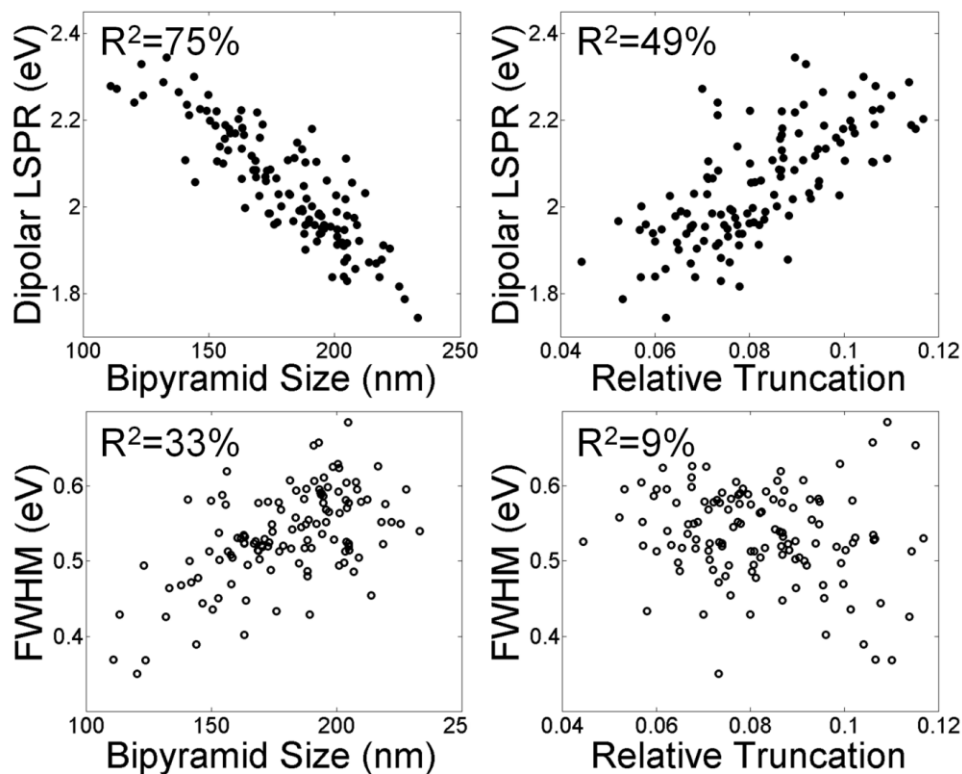 R²=75%
Dipolar LSPR (eV)
2.4
2.2
2
1.8
100 150 200 250
Bipyramid Size (nm)
R²=49%
Dipolar LSPR (eV)
2.4
2.2
2
1.8
0.04 0.06 0.08 0.1 0.12
Relative Truncation
R²=33%
FWHM (eV)
0.6
0.5
0.4
100 150 200 25
Bipyramid Size (nm)
R²=9%
FWHM (eV)
0.6
0.5
0.4
0.04 0.06 0.08 0.1 0.12
Relative Truncation